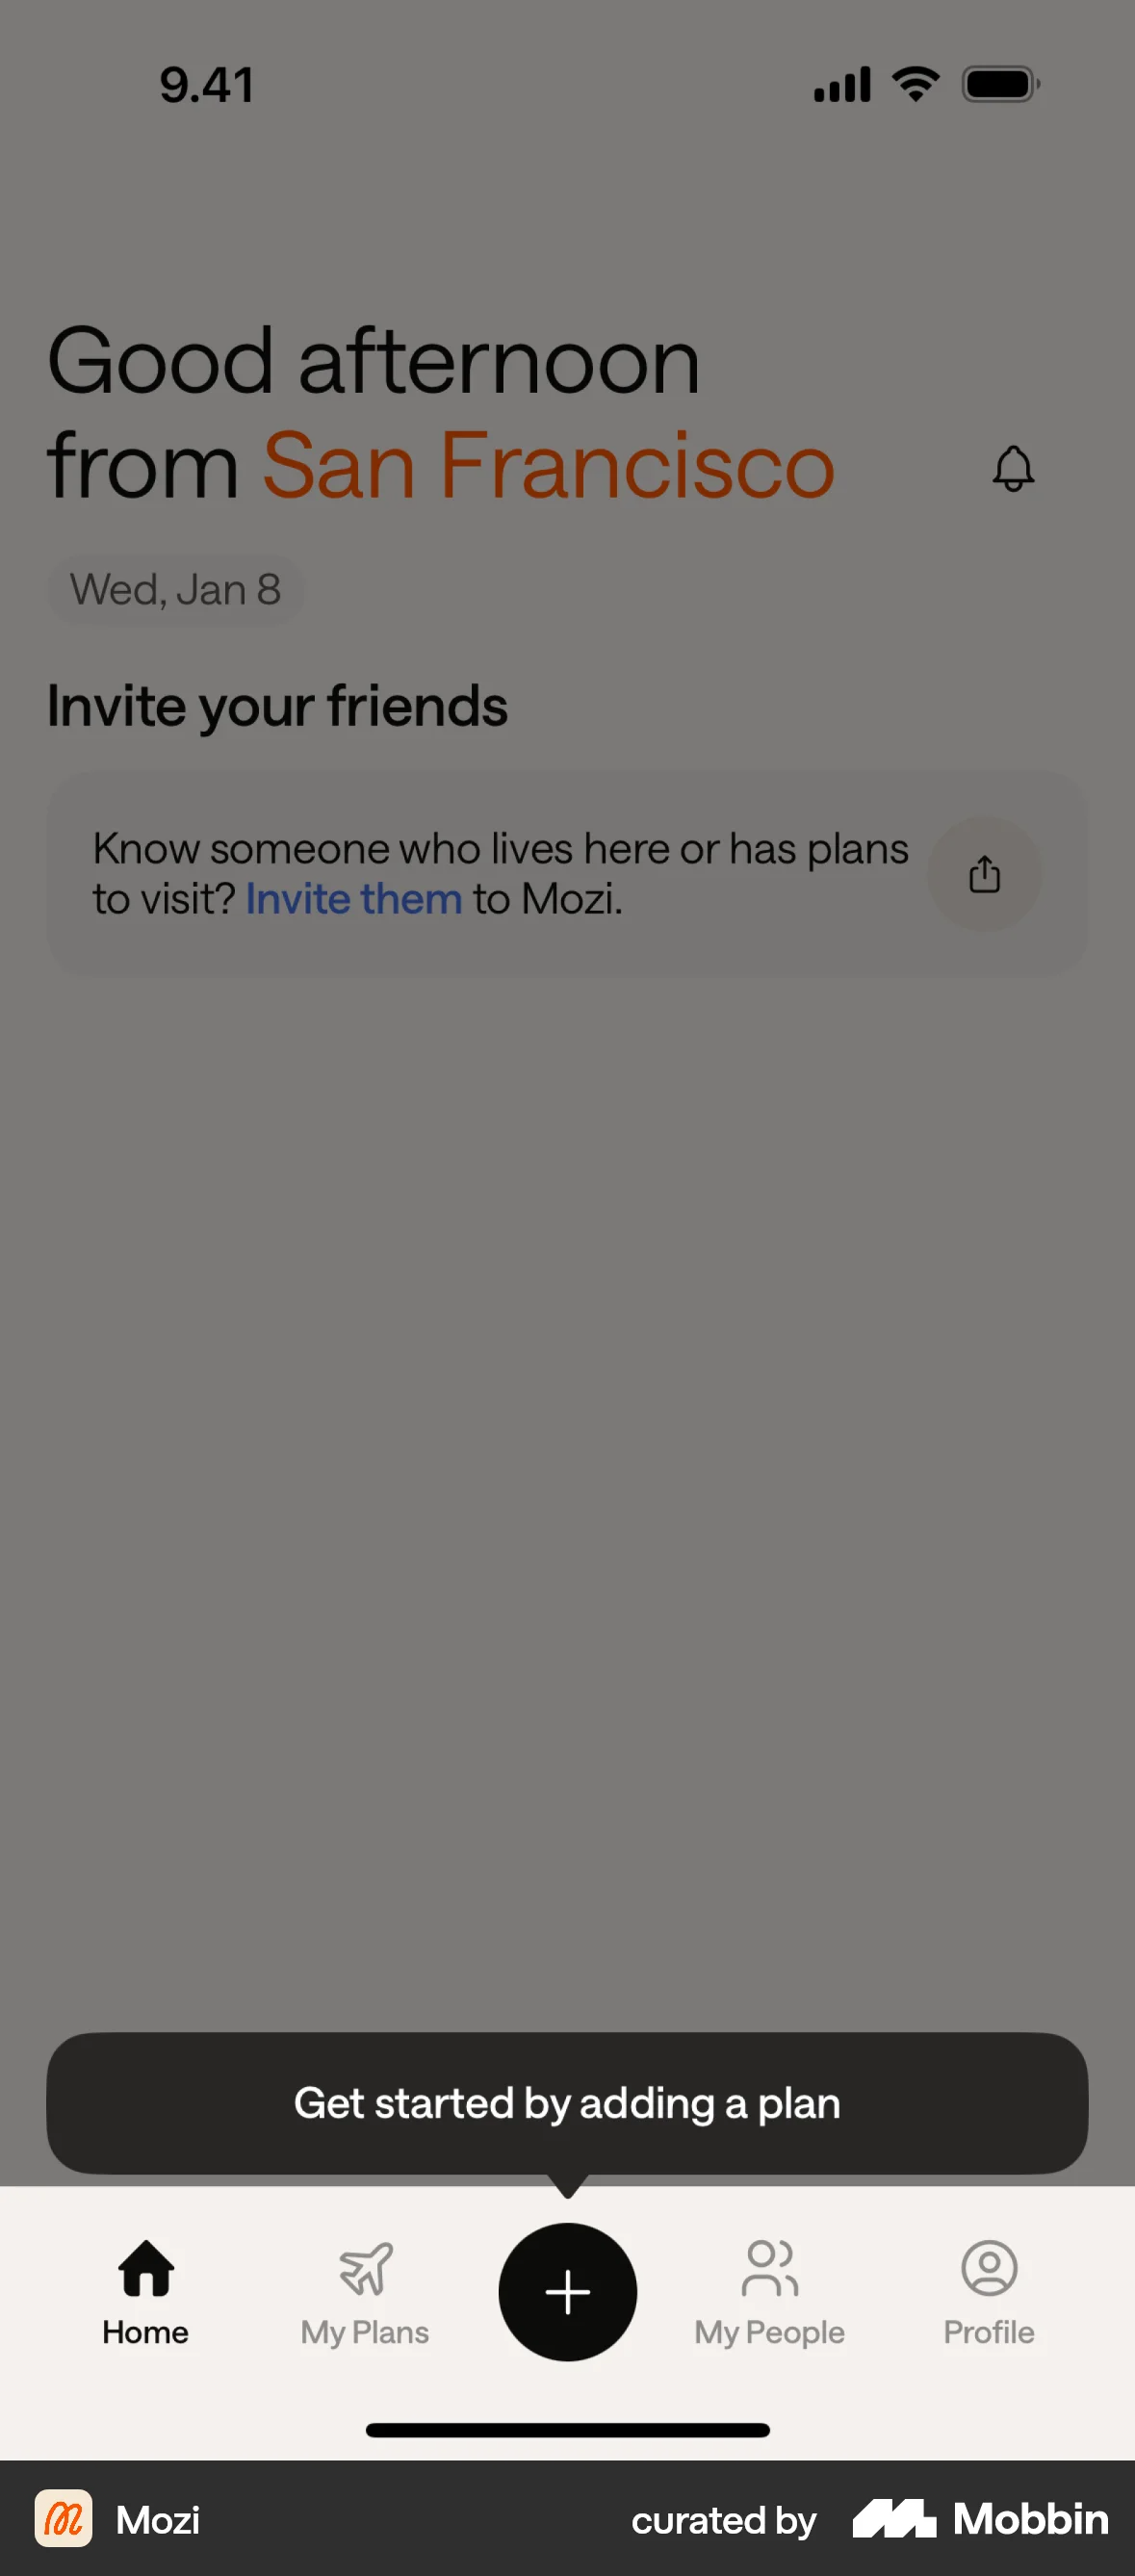 9.41
Good afternoon
from San Francisco
Wed, Jan 8
Invite your friends
Know someone who lives here or has plans
to visit? Invite them to Mozi.
Get started by adding a plan
Home
My Plans
My People
Profile
Mozi
curated by Mobbin